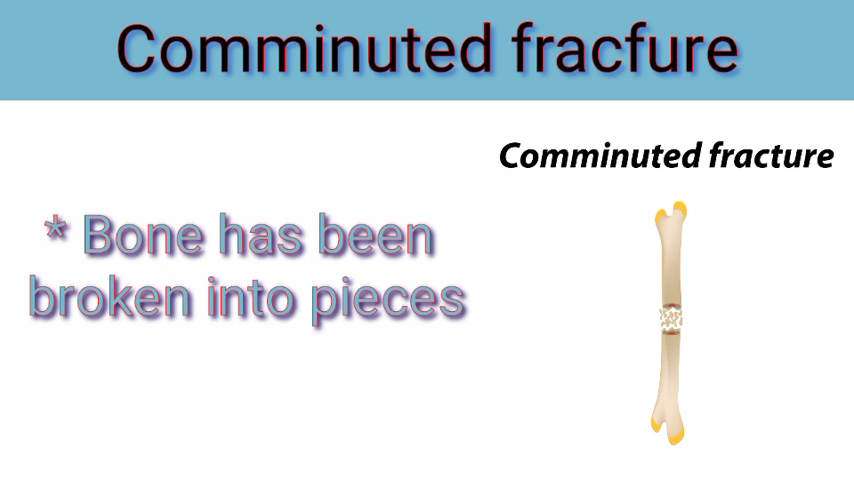 Comminuted fracfure
Comminuted fracture
* Bone has been
broken into pieces